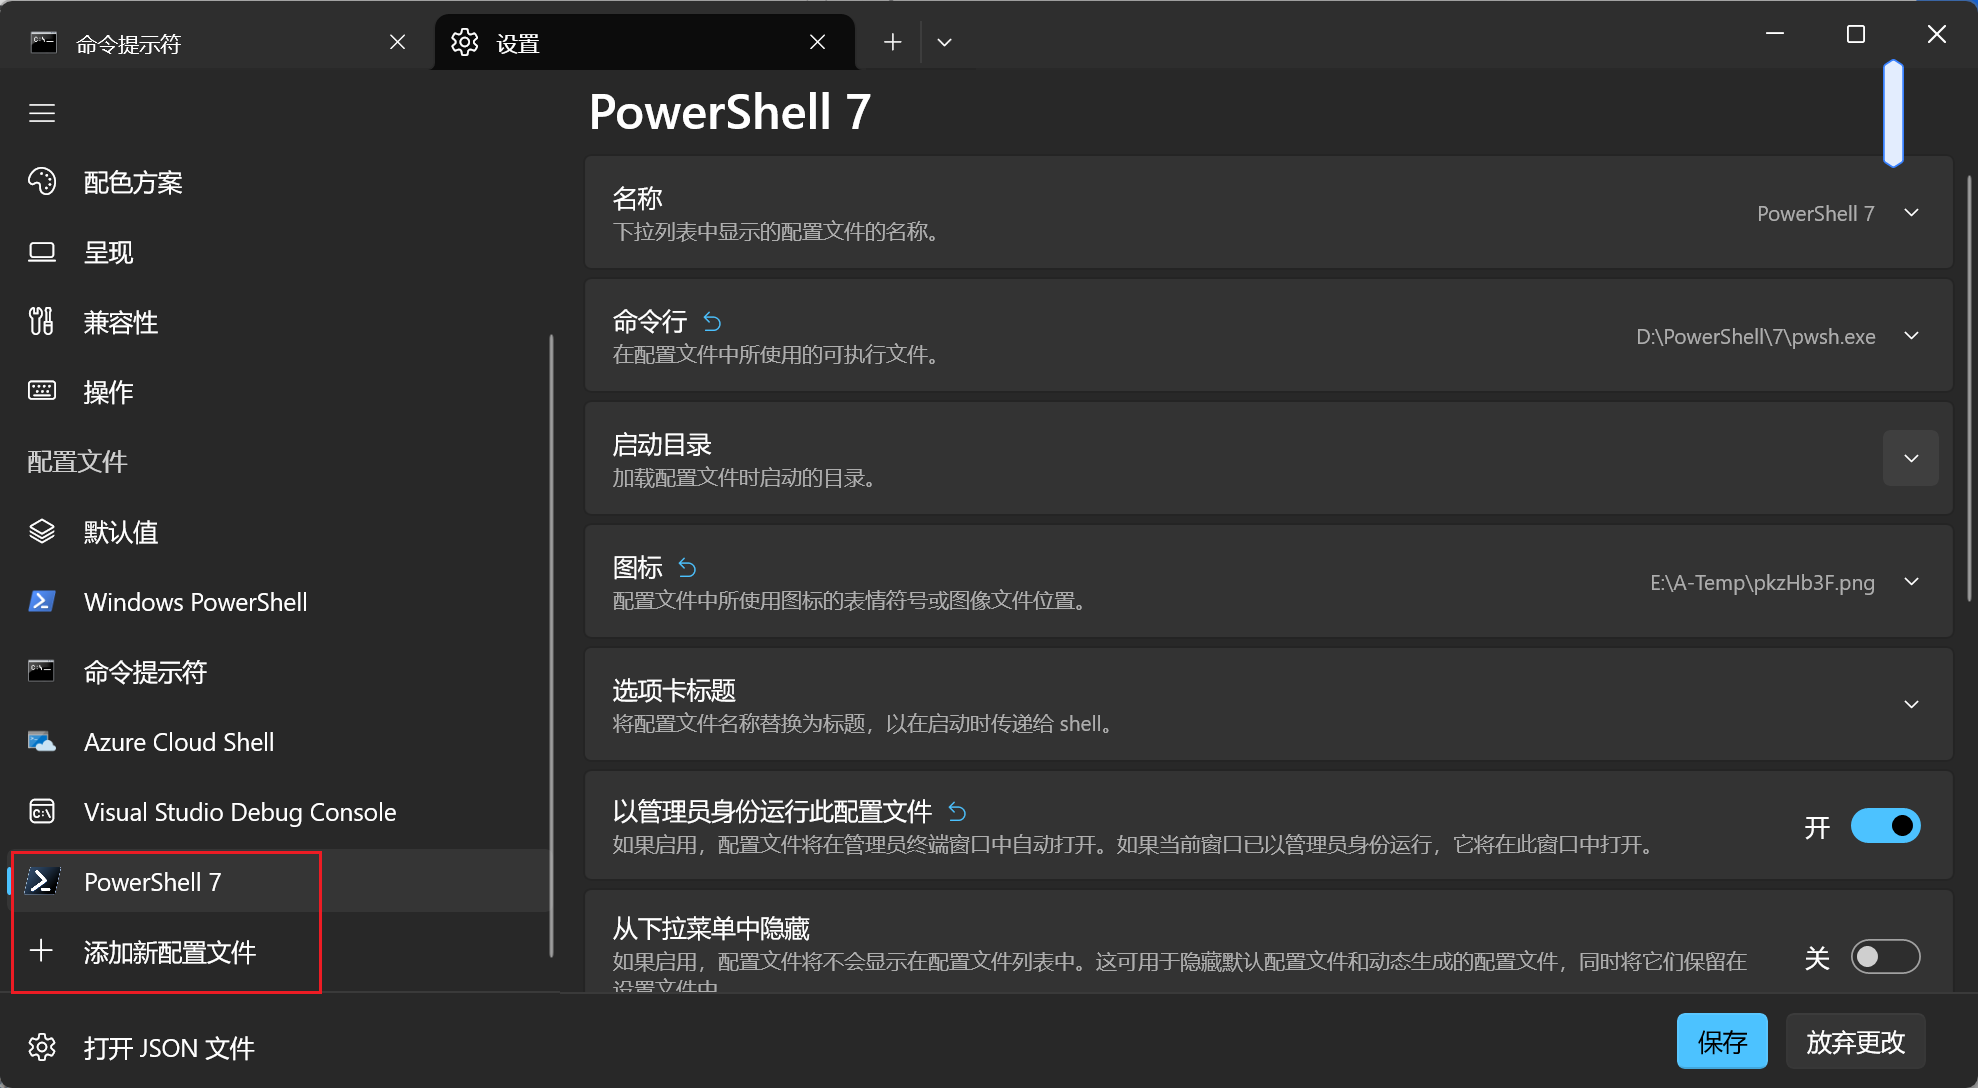 命令提示符
设置
配色方案
呈现
兼容性
操作
配置文件
默认值
Windows PowerShell
命令提示符
Azure Cloud Shell
Visual Studio Debug Console
PowerShell 7
添加新配置文件
打开 JSON 文件
PowerShell 7
名称
下拉列表中显示的配置文件的名称。
PowerShell 7
命令行
在配置文件中所使用的可执行文件。
D:\PowerShell\7\pwsh.exe
启动目录
加载配置文件时启动的目录。
图标
配置文件中所使用图标的表情符号或图像文件位置。
E:\A-Temp\pkzHb3F.png
选项卡标题
将配置文件名称替换为标题，以在启动时传递给 shell。
以管理员身份运行此配置文件
如果启用，配置文件将在管理员终端窗口中自动打开。如果当前窗口已以管理员身份运行，它将在此窗口中打开。
开
从下拉菜单中隐藏
如果启用，配置文件将不会显示在配置文件列表中。这可用于隐藏默认配置文件和动态生成的配置文件，同时将它们保留在
设置文件中
关
保存
放弃更改